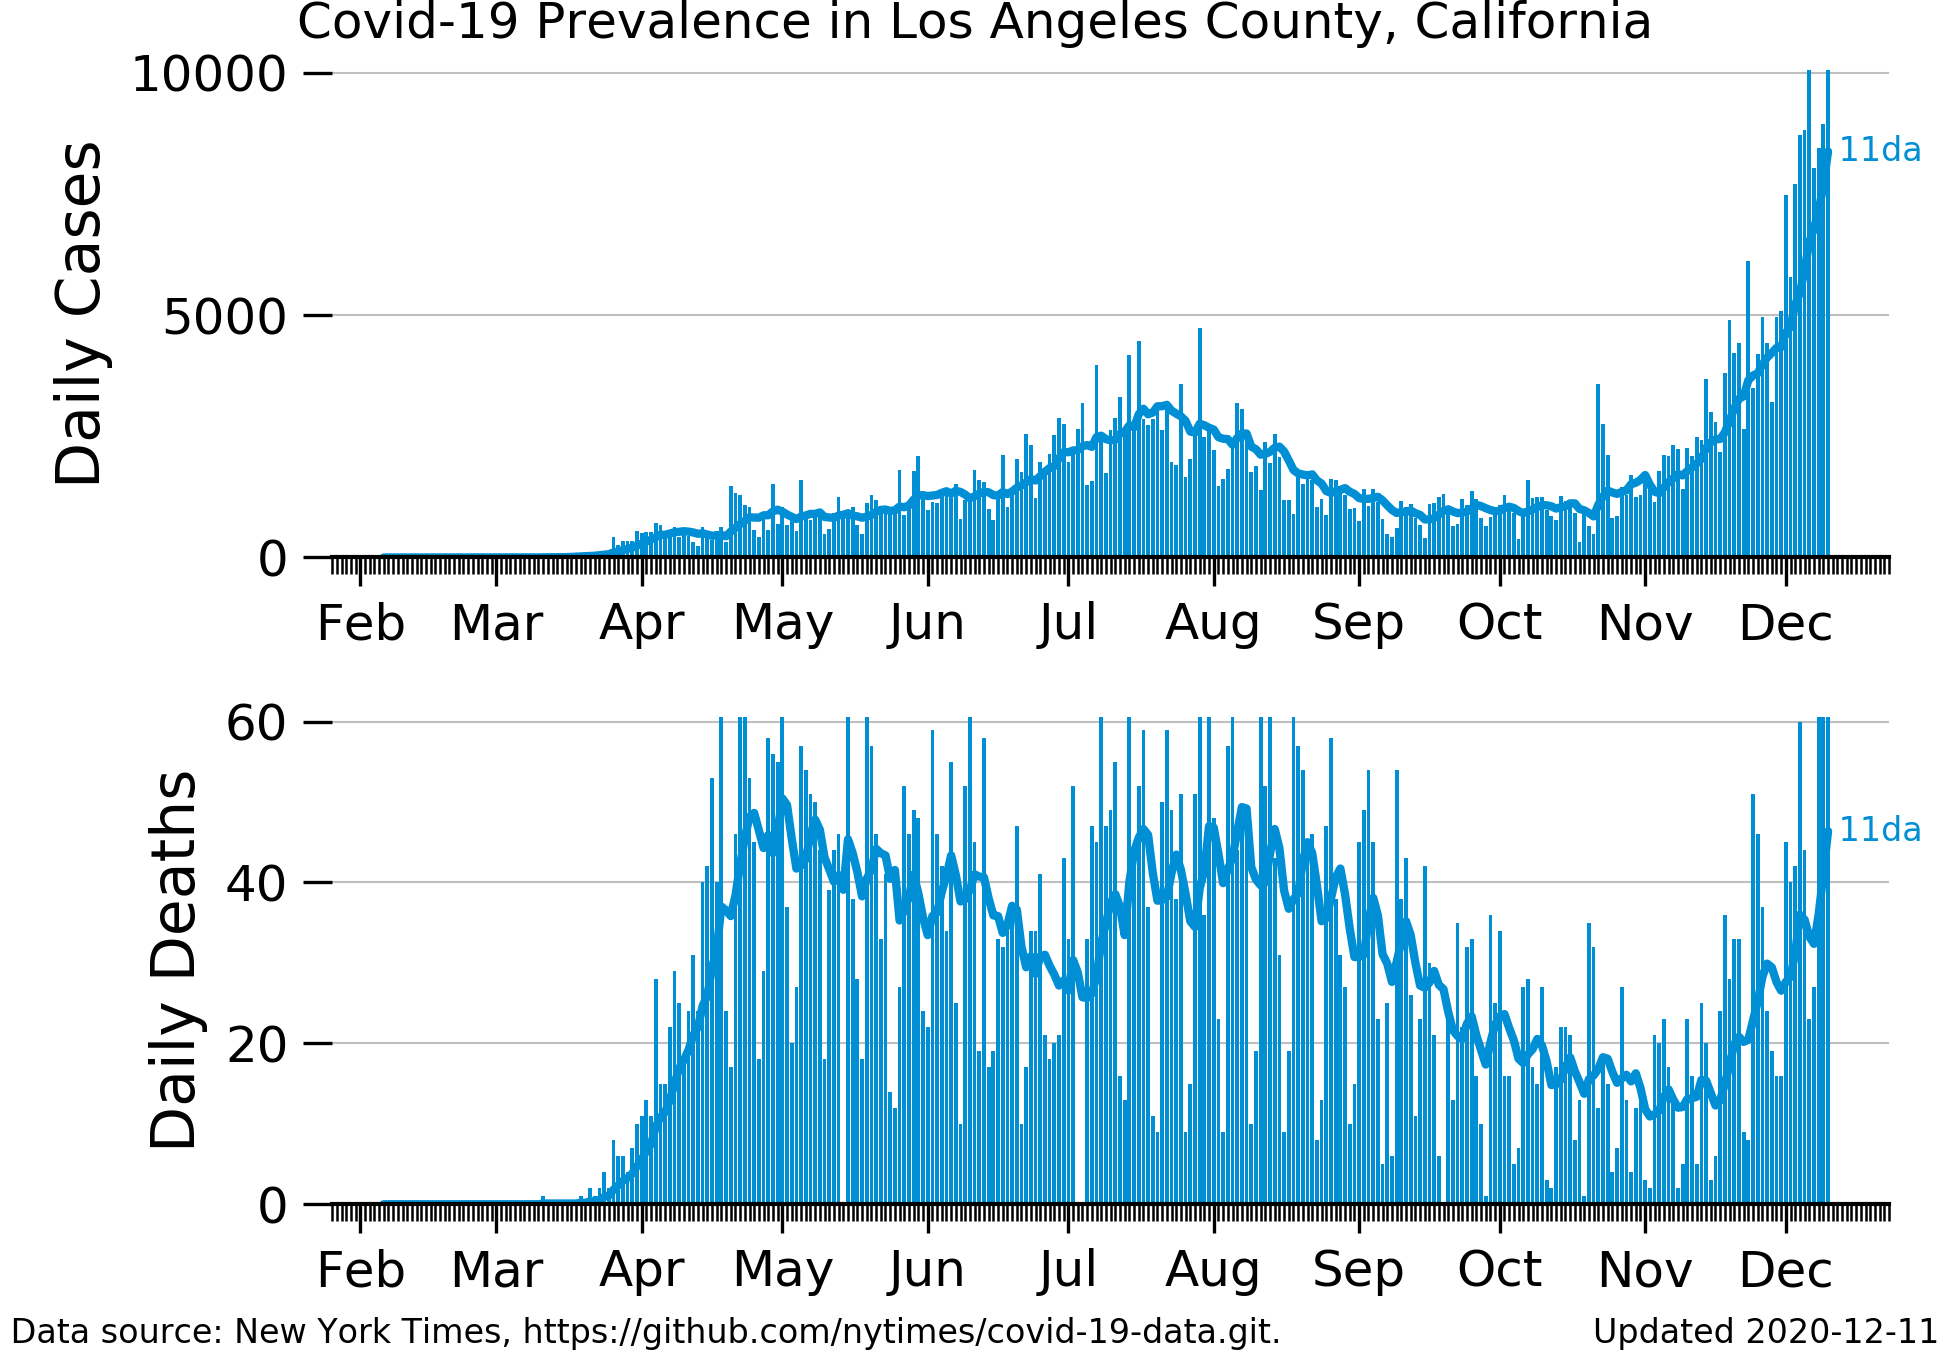 Covid-19 Prevalence in Los Angeles County, California
Daily Cases
10000
5000
0
11da
Feb Mar Apr May Jun Jul Aug Sep Oct Nov Dec
Daily Deaths
60
40
20
0
11da
Feb Mar Apr May Jun Jul Aug Sep Oct Nov Dec
Data source: New York Times, https://github.com/nytimes/covid-19-data.git. Updated 2020-12-11